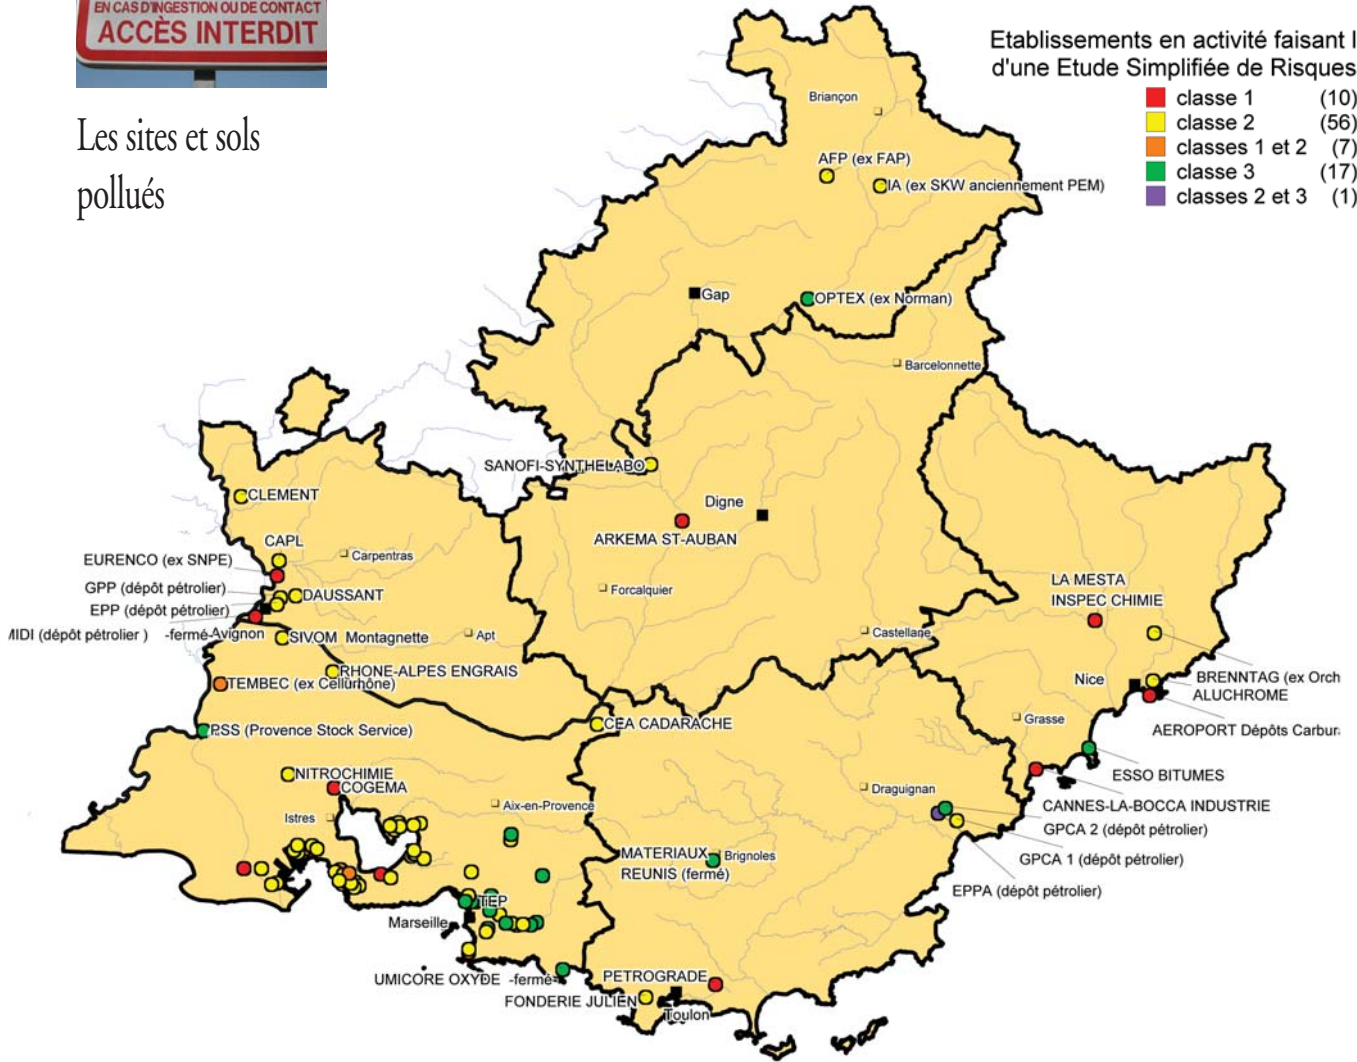 EN CAS D'INGESTION OU DE CONTACT
ACCÈS INTERDIT
Les sites et sols
pollués
Etablissements en activité faisant l
d'une Etude Simplifiée de Risques
classe 1 (10)
classe 2 (56)
classes 1 et 2 (7)
classe 3 (17)
classes 2 et 3 (1)
Briançon
AFP (ex FAP)
IA (ex SKW anciennement PEM)
Gap
OPTEX (ex Norman)
Barcelonnette
SANOFI-SYNTHELABO
CLEMENT
Digne
ARKEMA ST-AUBAN
CAPL
Carpentras
EURENCO (ex SNPE)
GPP (dépôt pétrolier)
DAUSSANT
Forcalquier
LA MESTA
INSPEC CHIMIE
EPP (dépôt pétrolier)
MIDI (dépôt pétrolier ) -fermé-
Avignon
SIVOM Montagnette
Apt
Castellane
RHONE-ALPES ENGRAIS
TEMBEC (ex Cellurhône)
Nice
BRENNTAG (ex Orch
ALUCHROME
CEA CADARACHE
Grasse
PSS (Provence Stock Service)
AEROPORT Dépôts Carbur
NITROCHIMIE
COGEMA
ESSO BITUMES
Istres
Aix-en-Provence
Draguignan
CANNES-LA-BOCCA INDUSTRIE
GPCA 2 (dépôt pétrolier)
MATERIAUX
REUNIS (fermé)
Brignoles
GPCA 1 (dépôt pétrolier)
EPPA (dépôt pétrolier)
TEP
Marseille
UMICORE OXYDE -fermé-
PETROGRADE
FONDERIE JULIEN
Toulon